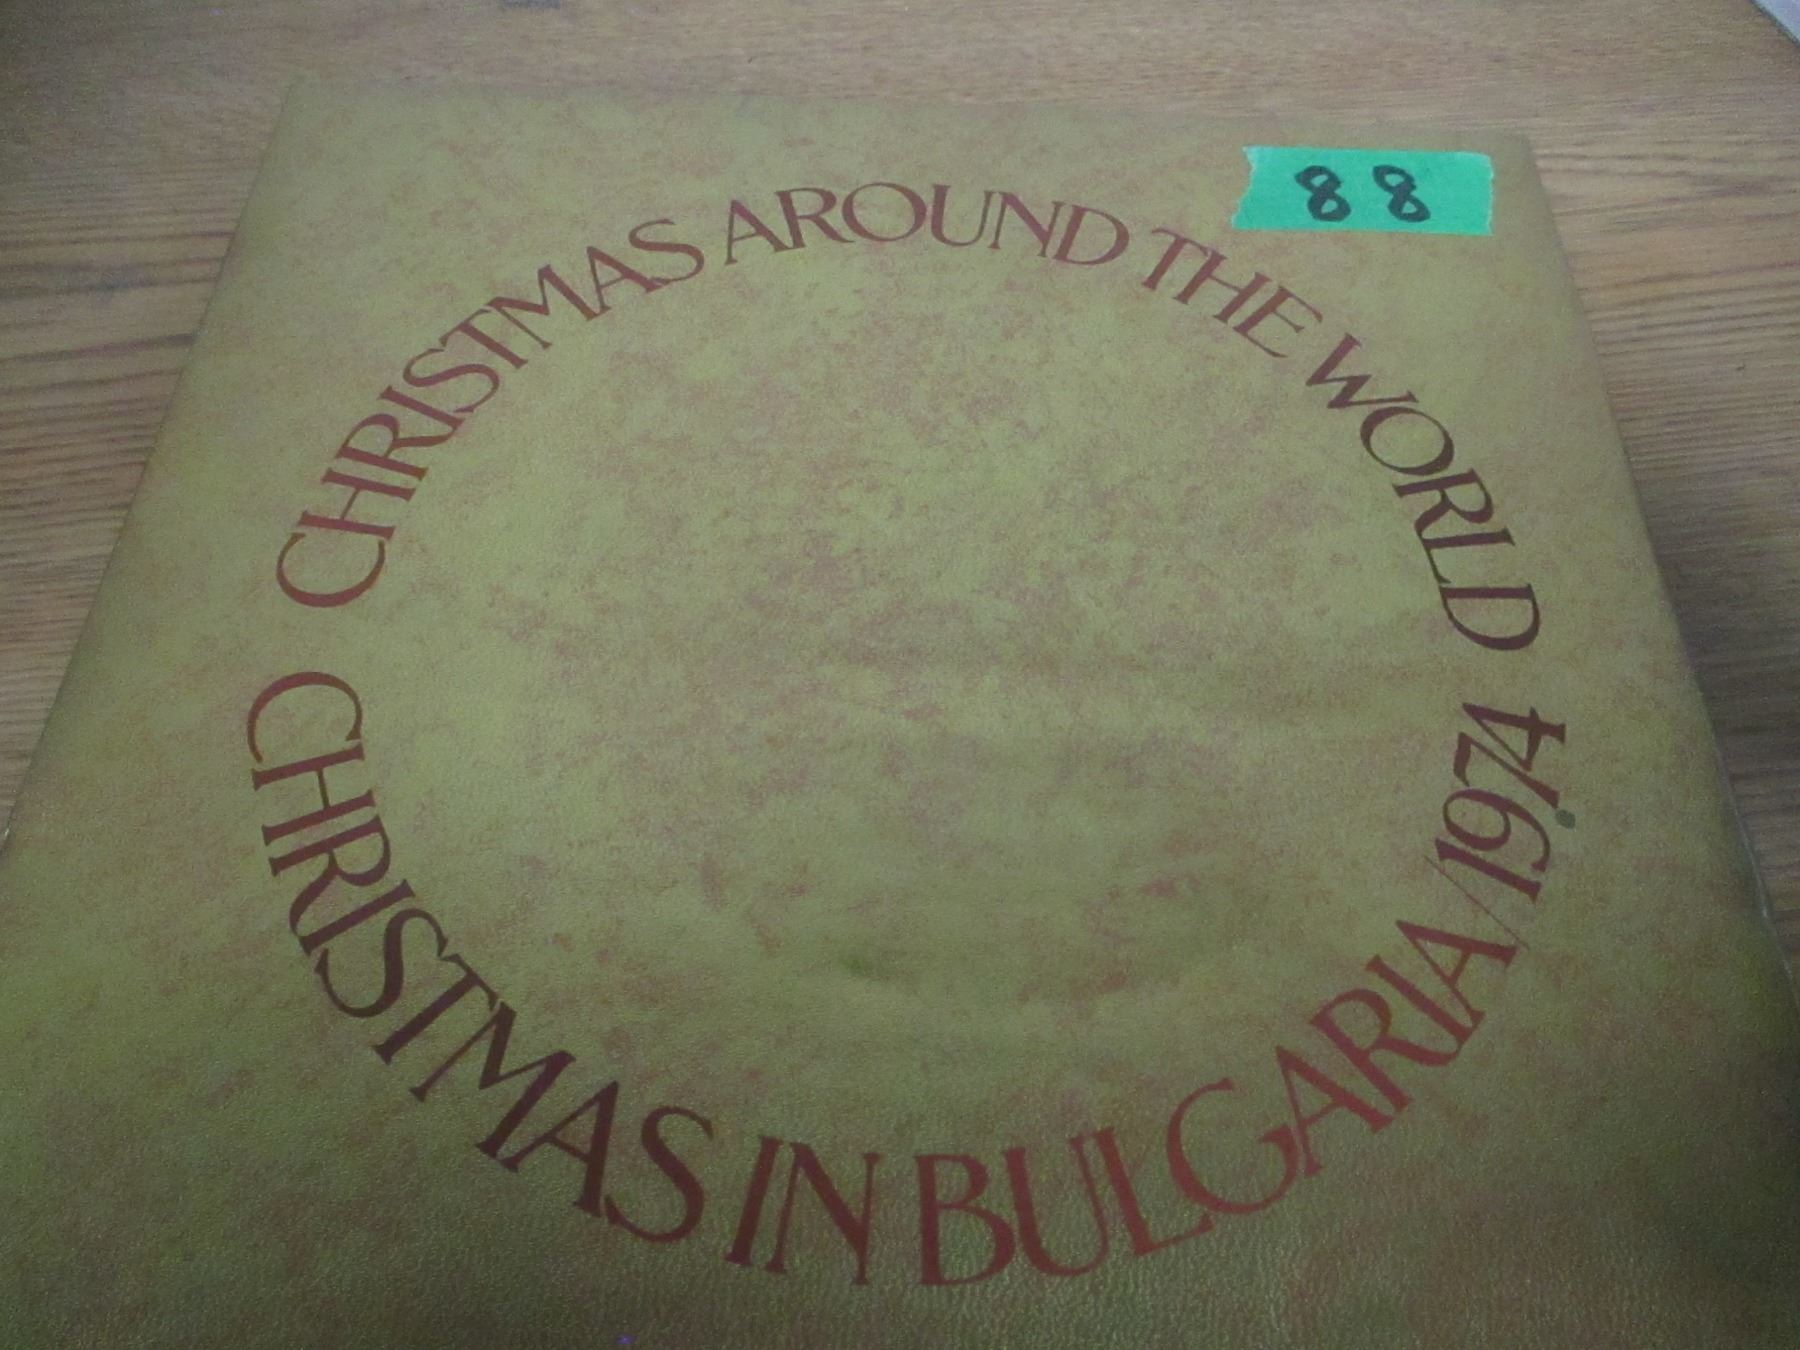 88
CHRISTMAS AROUND THE WORLD
CHRISTMAS IN BULGARIA/1974